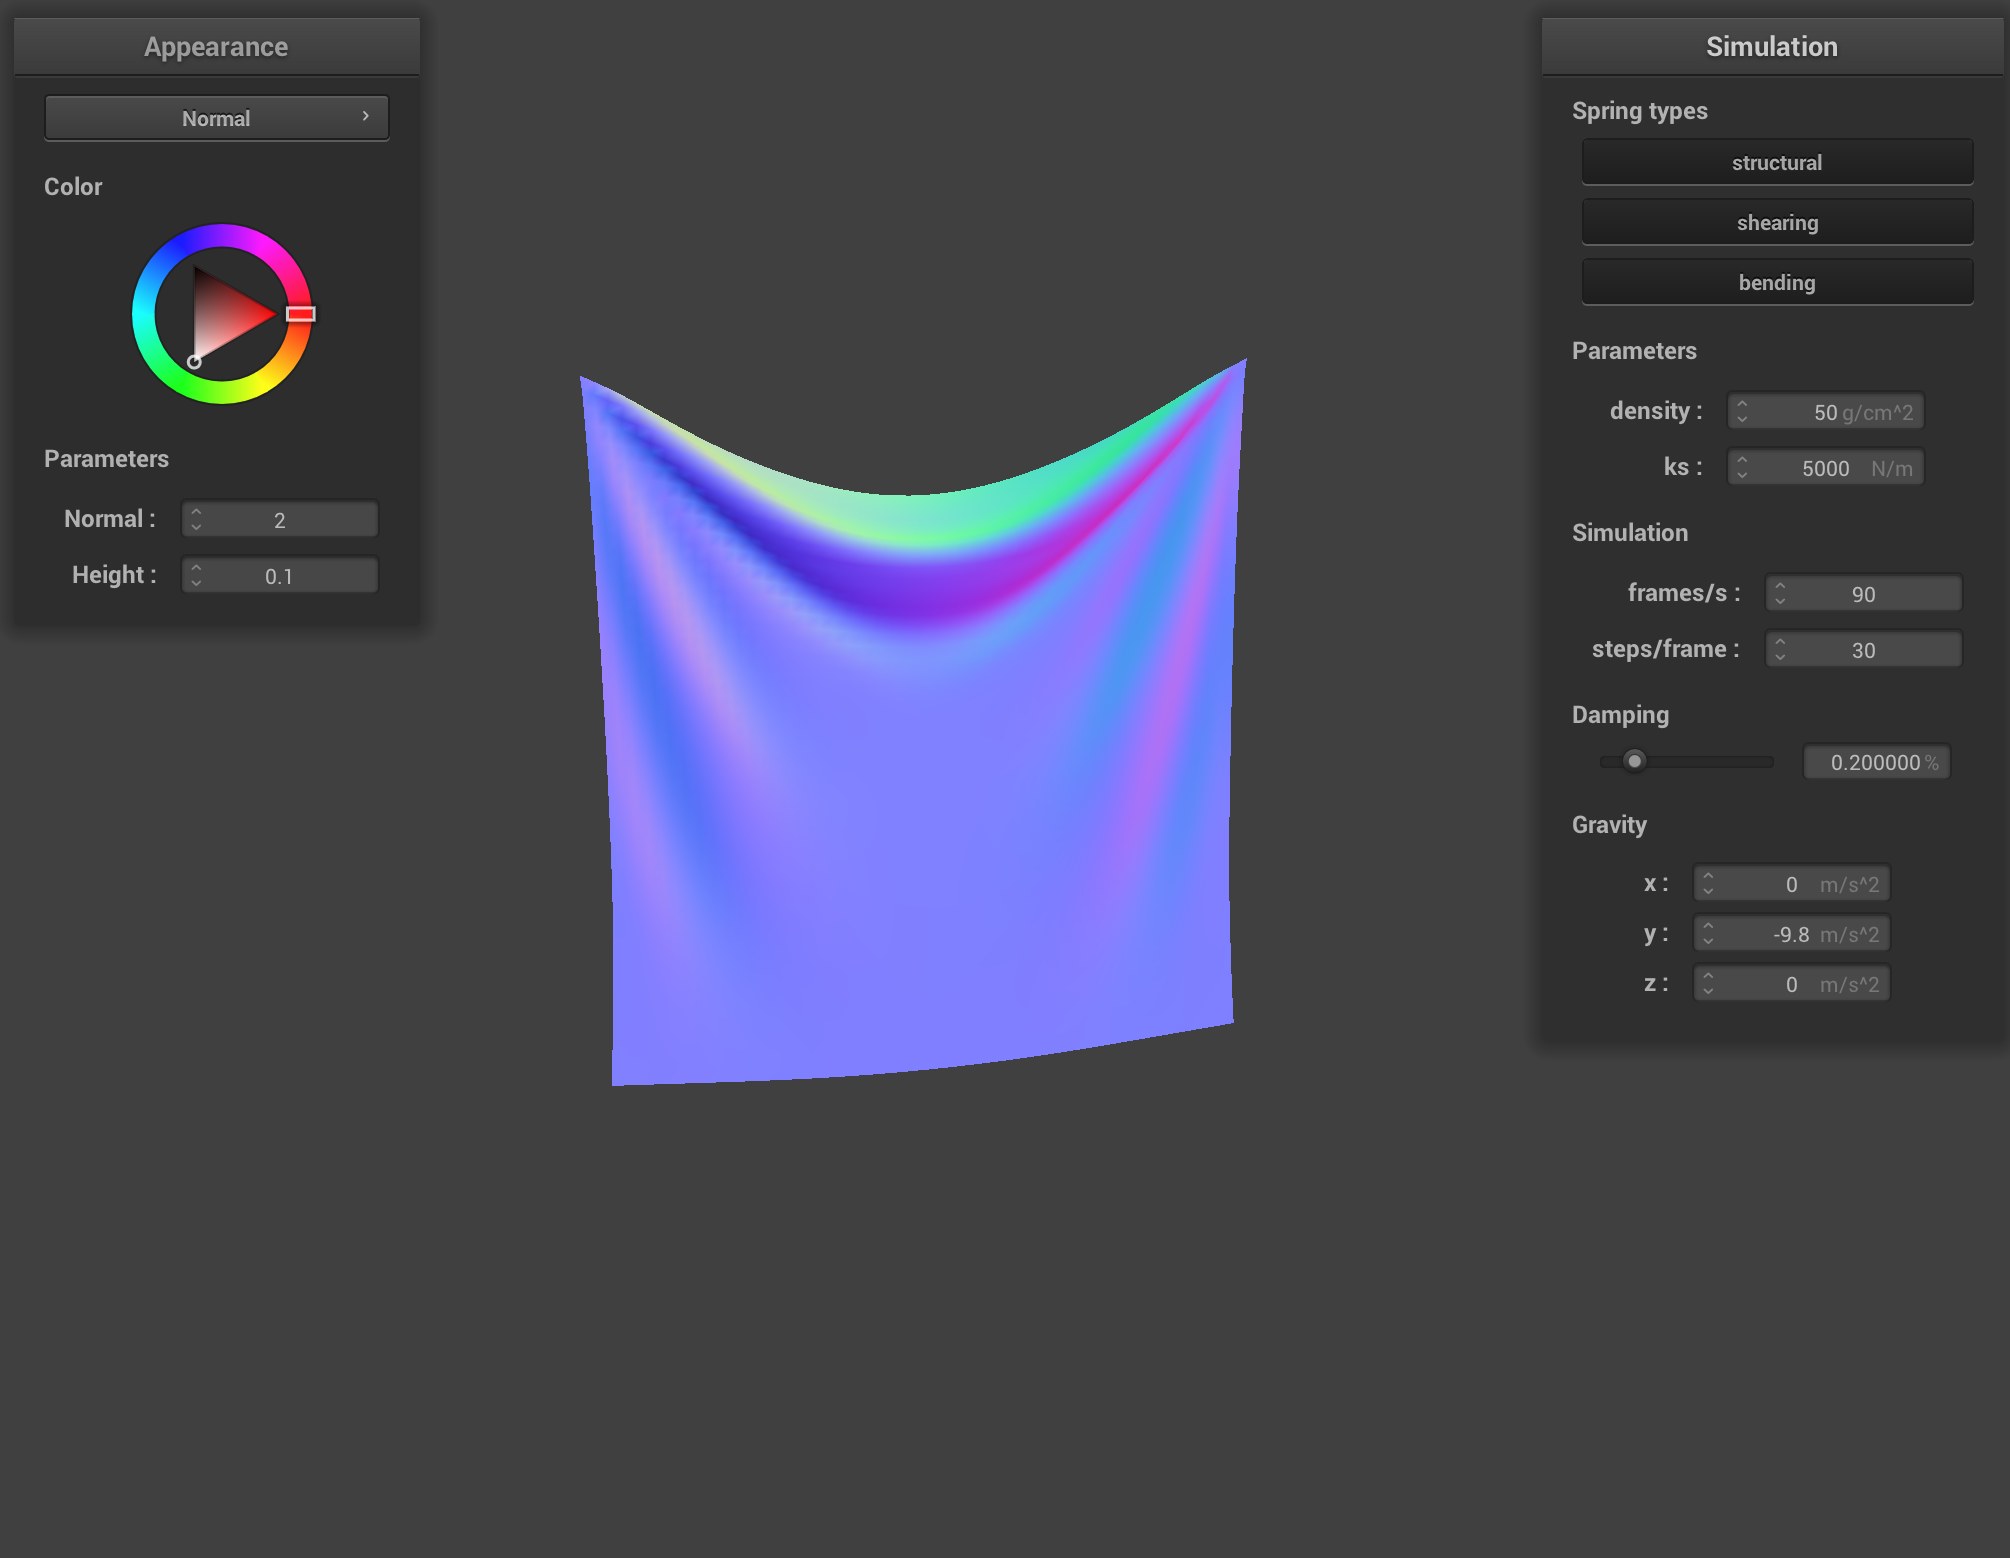 Appearance
Normal
Color
Parameters
Normal : 2
Height : 0.1
Simulation
Spring types
structural
shearing
bending
Parameters
density : 50 g/cm^2
ks : 5000 N/m
Simulation
frames/s : 90
steps/frame : 30
Damping
0.200000 %
Gravity
x : 0 m/s^2
y : -9.8 m/s^2
z : 0 m/s^2